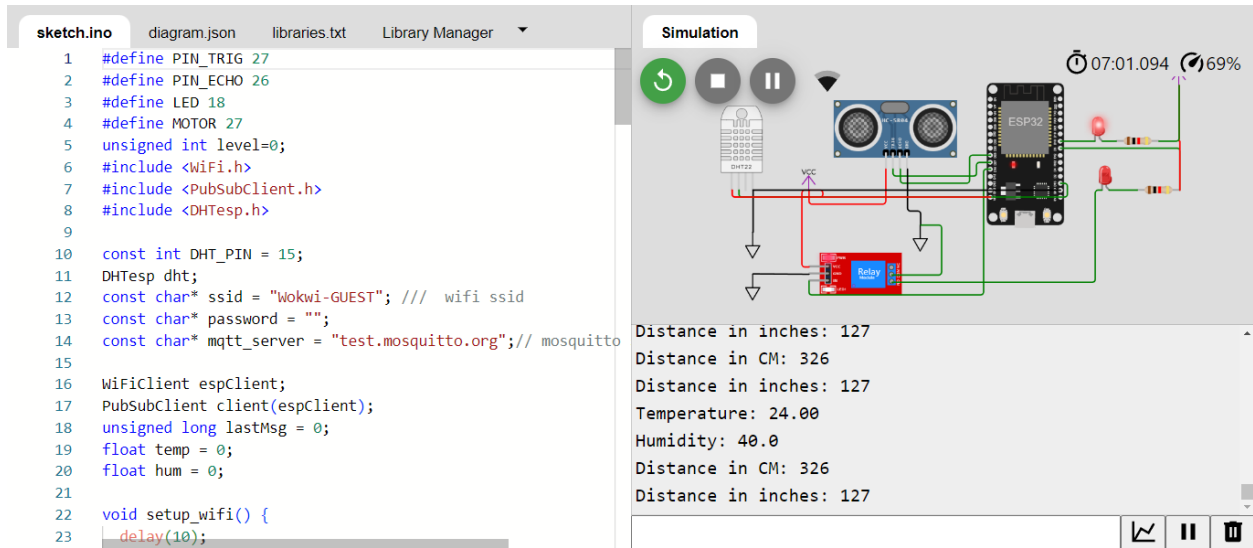 sketch.ino diagram.json libraries.txt Library Manager
1 #define PIN_TRIG 27
2 #define PIN_ECHO 26
3 #define LED 18
4 #define MOTOR 27
5 unsigned int level=0;
6 #include <WiFi.h>
7 #include <PubSubClient.h>
8 #include <DHTesp.h>
9
10 const int DHT_PIN = 15;
11 DHTesp dht;
12 const char* ssid = "Wokwi-GUEST"; /// wifi ssid
13 const char* password = "";
14 const char* mqtt_server = "test.mosquitto.org";// mosquitto
15
16 WiFiClient espClient;
17 PubSubClient client(espClient);
18 unsigned long lastMsg = 0;
19 float temp = 0;
20 float hum = 0;
21
22 void setup_wifi() {
23 delay(10);
Simulation
07:01.094 69%
HC-SR04
ESP32
DHT22
VCC
Relay
Distance in inches: 127
Distance in CM: 326
Distance in inches: 127
Temperature: 24.00
Humidity: 40.0
Distance in CM: 326
Distance in inches: 127